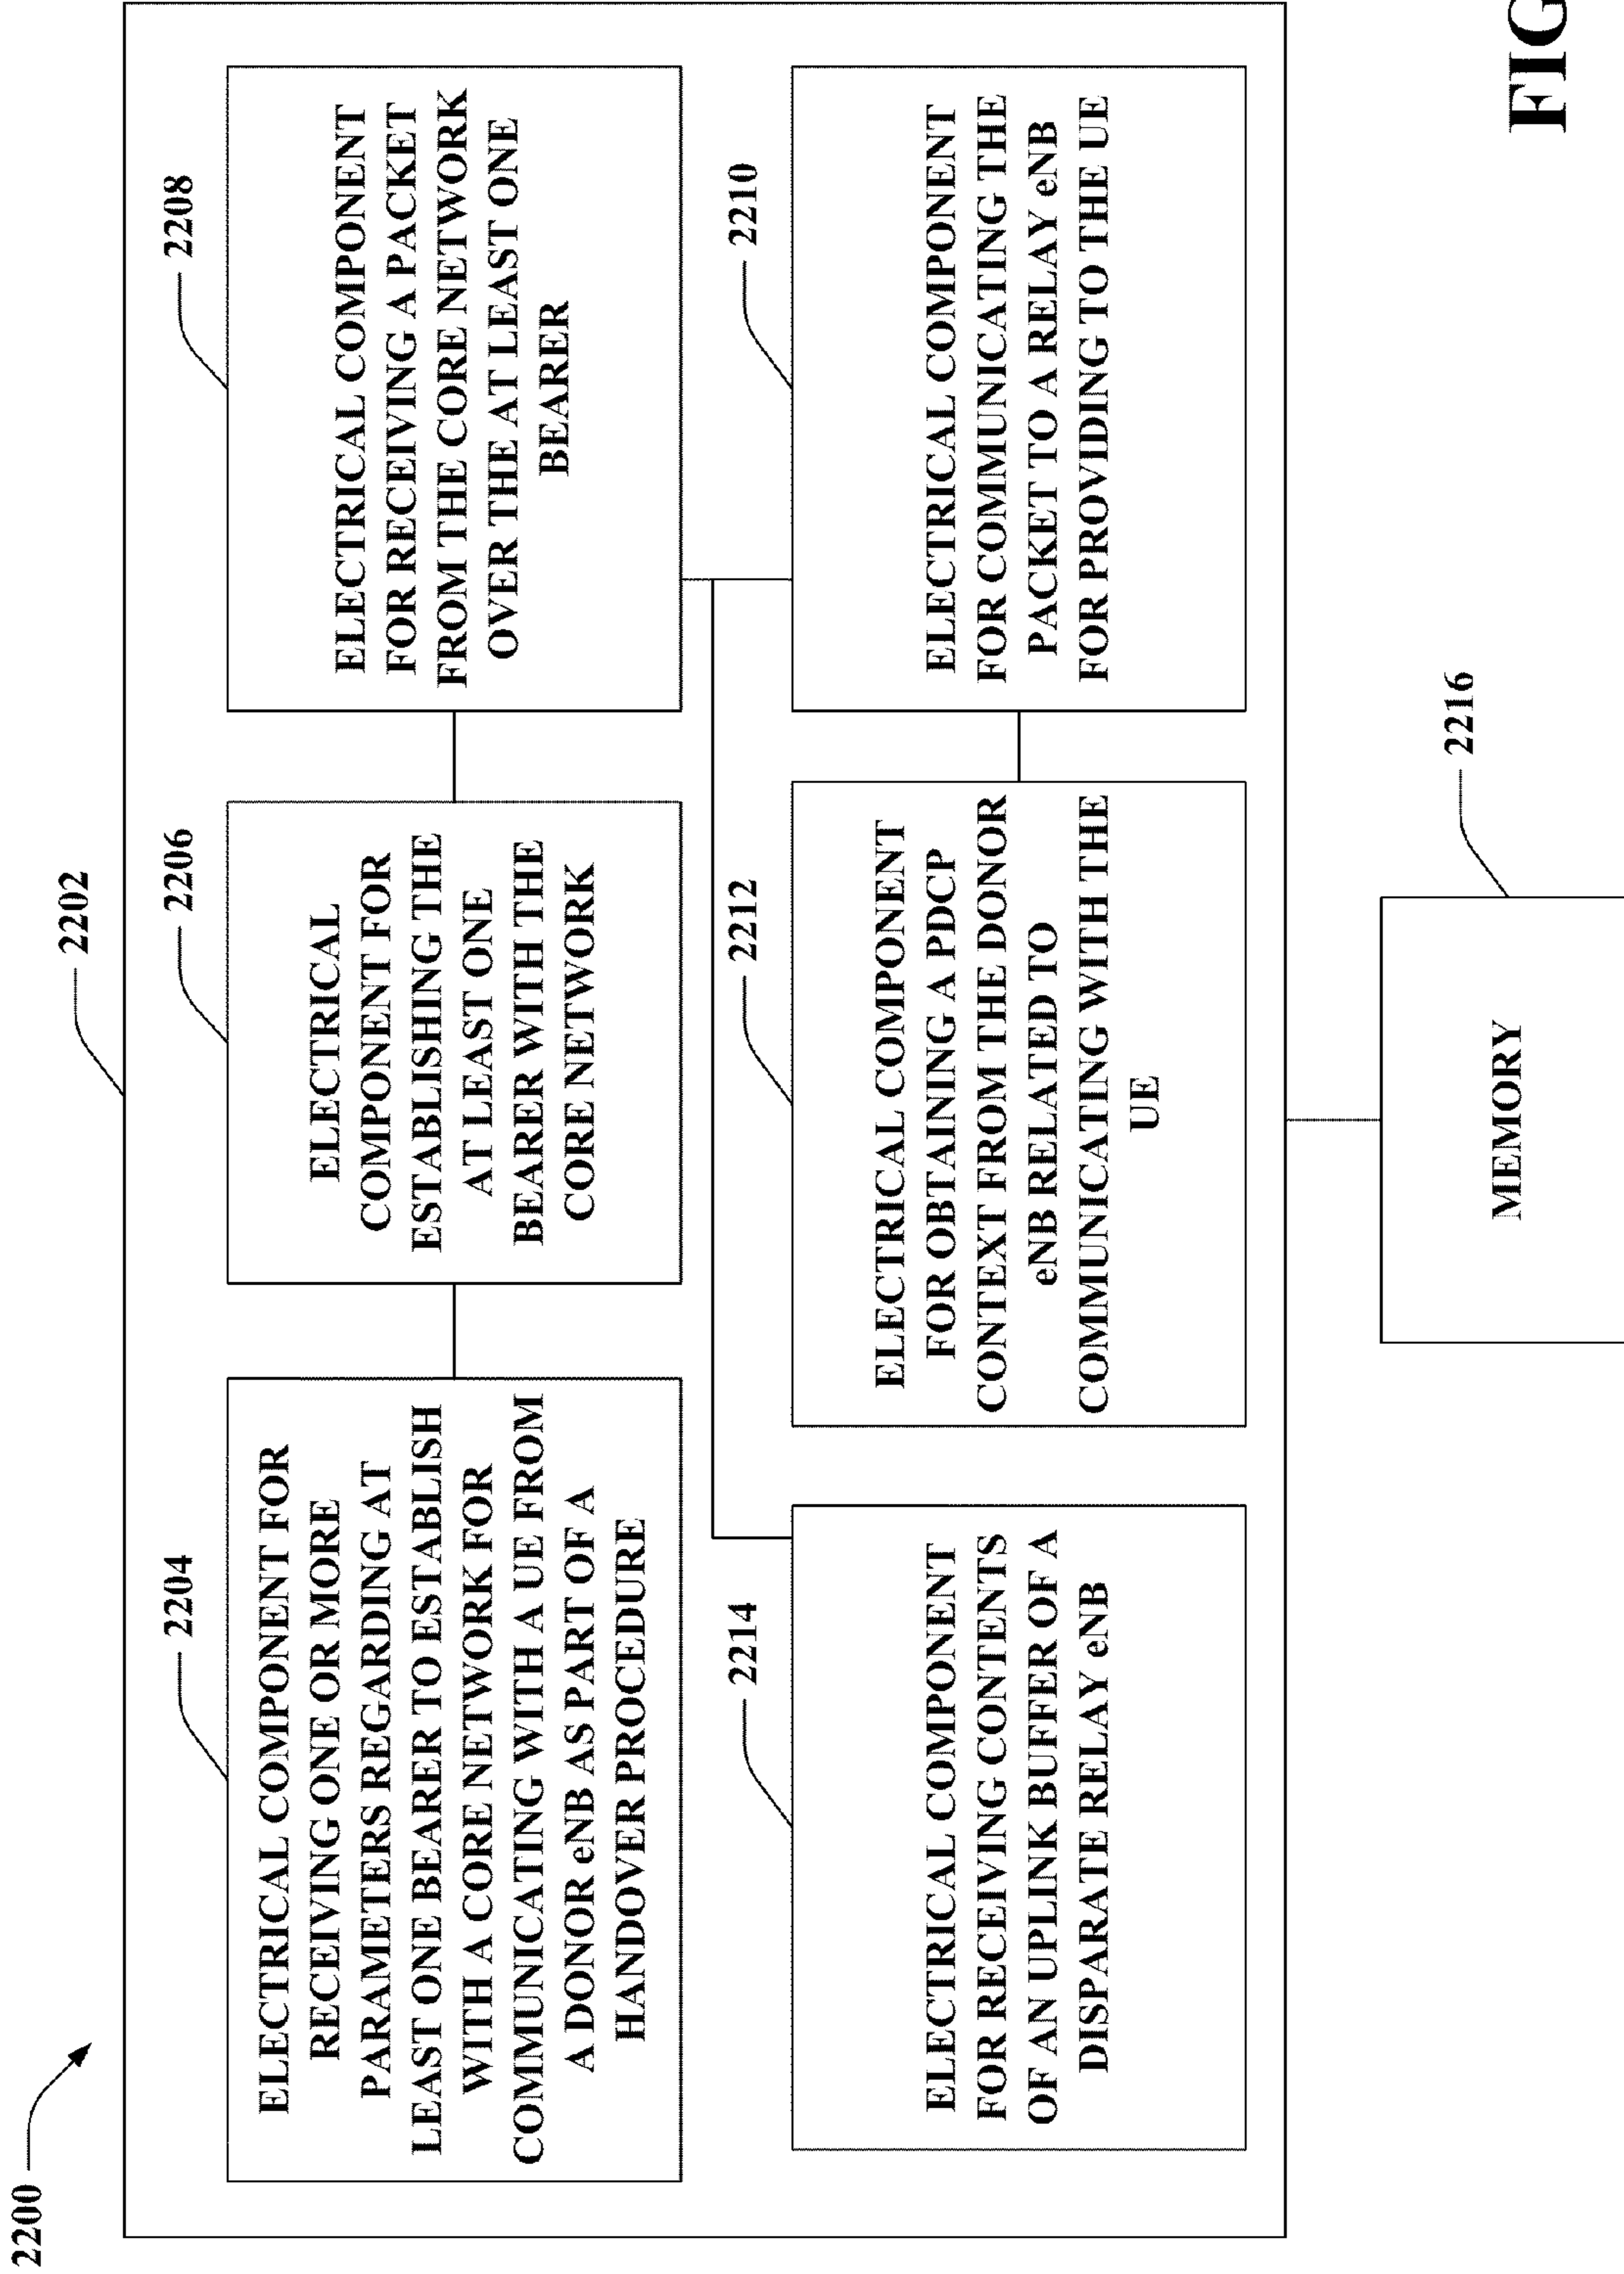 2200
2202
2204
ELECTRICAL COMPONENT FOR
RECEIVING ONE OR MORE
PARAMETERS REGARDING AT
LEAST ONE BEARER TO ESTABLISH
WITH A CORE NETWORK FOR
COMMUNICATING WITH A UE FROM
A DONOR eNB AS PART OF A
HANDOVER PROCEDURE
2206
ELECTRICAL
COMPONENT FOR
ESTABLISHING THE
AT LEAST ONE
BEARER WITH THE
CORE NETWORK
2208
ELECTRICAL COMPONENT
FOR RECEIVING A PACKET
FROM THE CORE NETWORK
OVER THE AT LEAST ONE
BEARER
2214
ELECTRICAL COMPONENT
FOR RECEIVING CONTENTS
OF AN UPLINK BUFFER OF A
DISPARATE RELAY eNB
2212
ELECTRICAL COMPONENT
FOR OBTAINING A PDCP
CONTEXT FROM THE DONOR
eNB RELATED TO
COMMUNICATING WITH THE
UE
2210
ELECTRICAL COMPONENT
FOR COMMUNICATING THE
PACKET TO A RELAY eNB
FOR PROVIDING TO THE UE
2216
MEMORY
FIG